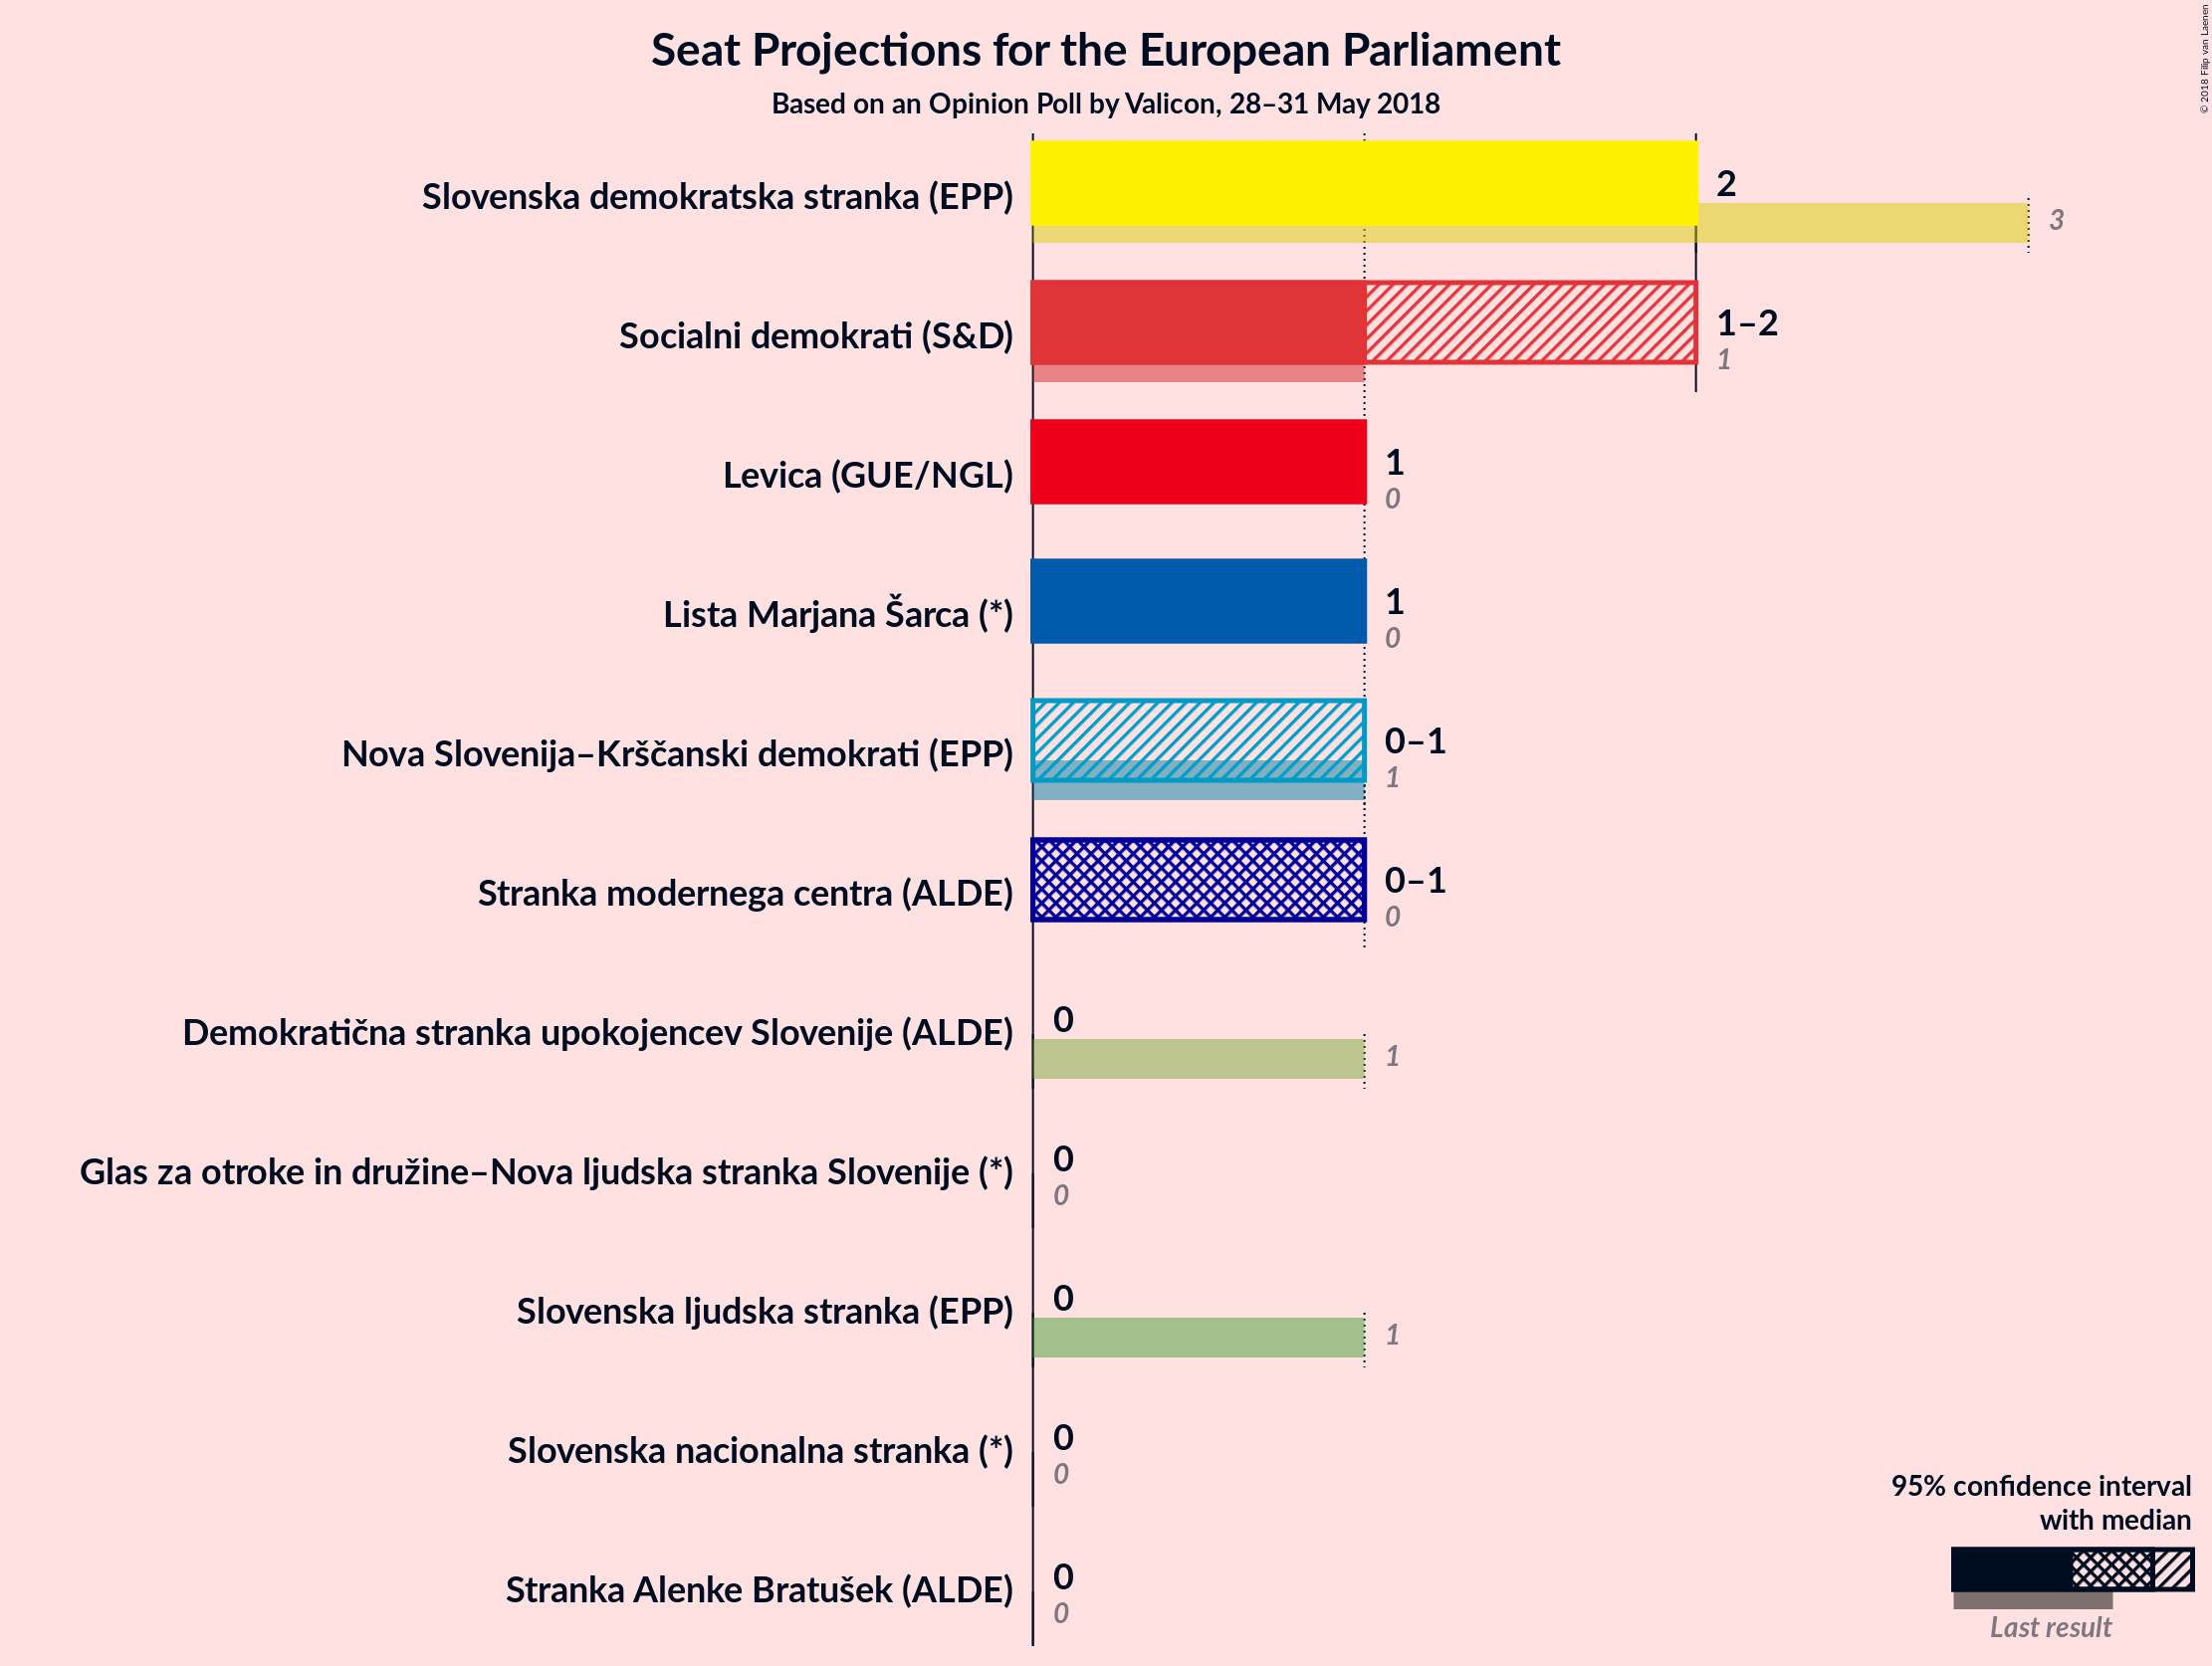 Seat Projections for the European Parliament
Based on an Opinion Poll by Valicon, 28–31 May 2018
© 2018 Filip van Laenen
Slovenska demokratska stranka (EPP)
2
3
Socialni demokrati (S&D)
1–2
1
Levica (GUE/NGL)
1
0
Lista Marjana Šarca (*)
1
0
Nova Slovenija–Krščanski demokrati (EPP)
0–1
1
Stranka modernega centra (ALDE)
0–1
0
Demokratična stranka upokojencev Slovenije (ALDE)
0
1
Glas za otroke in družine–Nova ljudska stranka Slovenije (*)
0
0
Slovenska ljudska stranka (EPP)
0
1
Slovenska nacionalna stranka (*)
0
0
Stranka Alenke Bratušek (ALDE)
0
0
95% confidence interval
with median
Last result